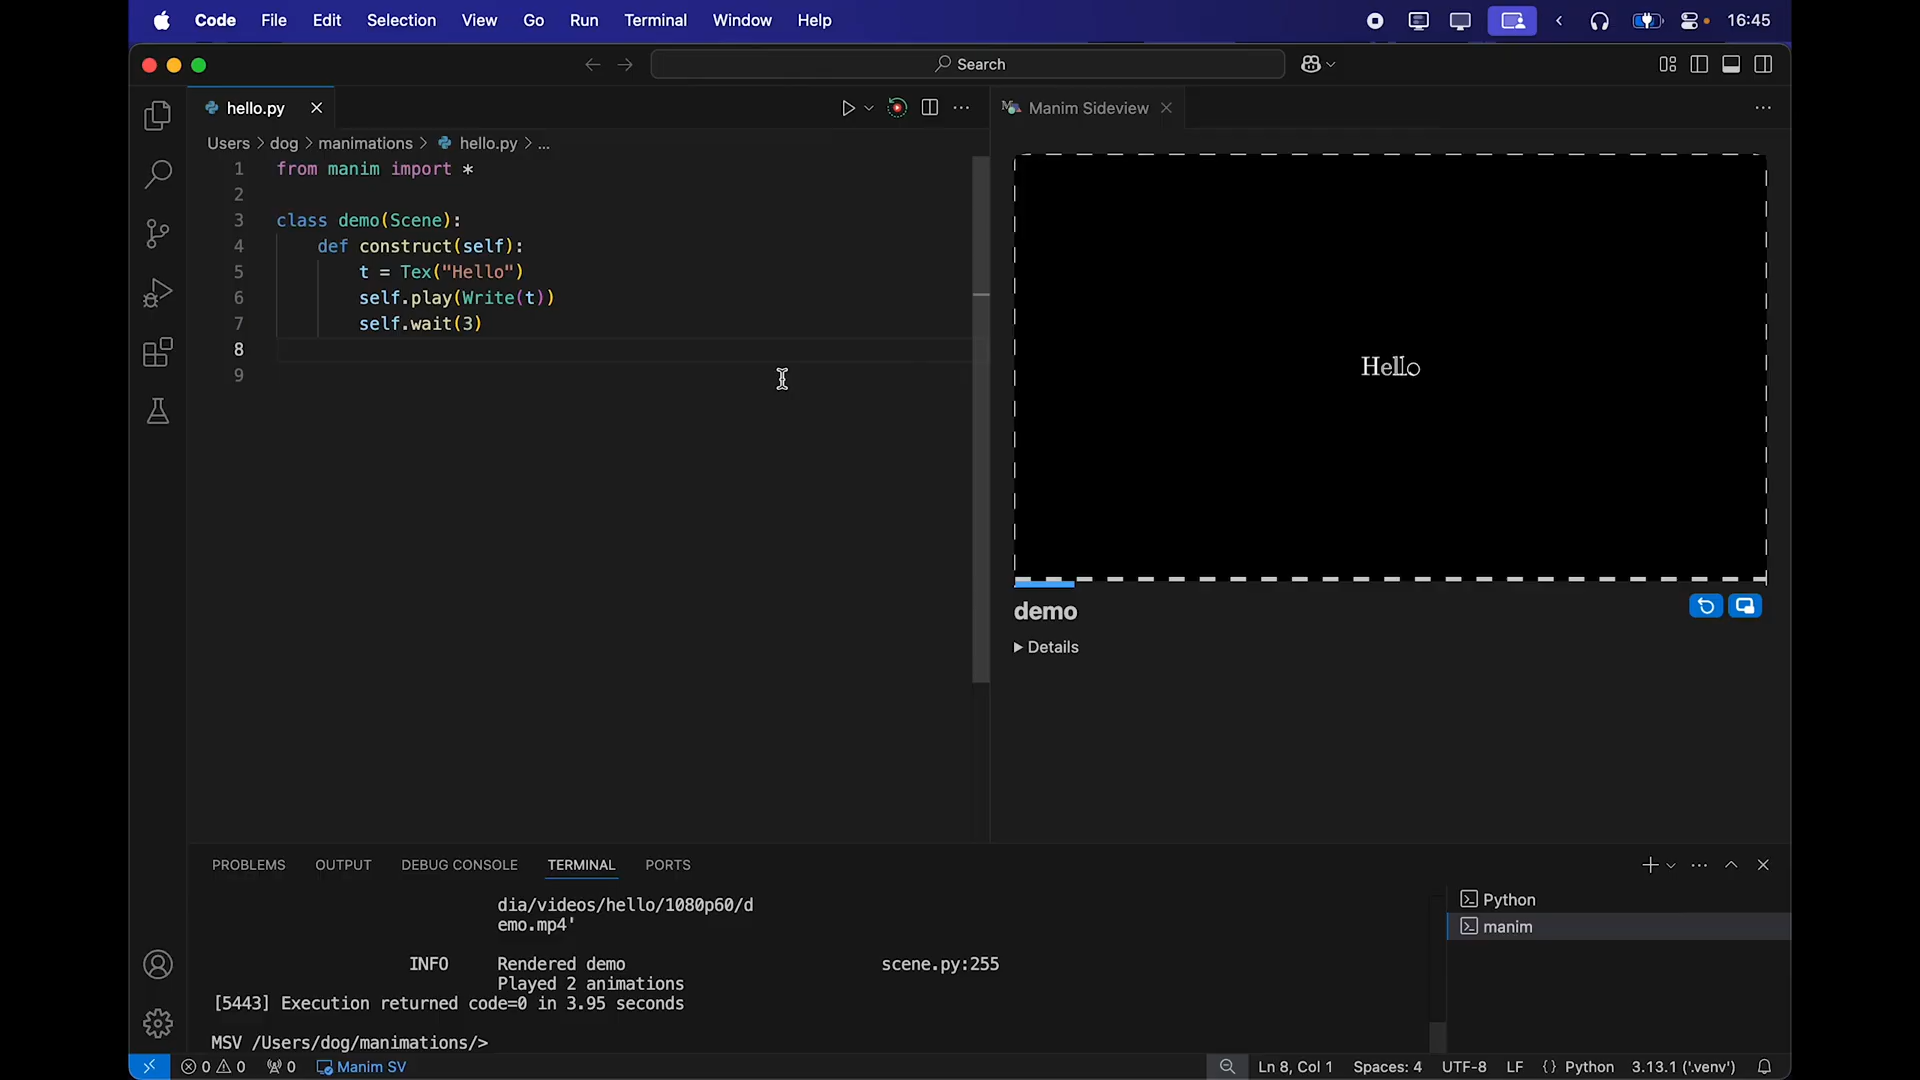 Code File Edit Selection View Go Run Terminal Window Help 16:45
Search
hello.py
Manim Sideview
Users > dog > manimations > hello.py > ...
1 from manim import *
2
3 class demo(Scene):
4 def construct(self):
5 t = Tex("Hello")
6 self.play(Write(t))
7 self.wait(3)
8
9
Hello
demo
Details
PROBLEMS OUTPUT DEBUG CONSOLE TERMINAL PORTS
dia/videos/hello/1080p60/d
emo.mp4'
INFO Rendered demo scene.py:255
Played 2 animations
[5443] Execution returned code=0 in 3.95 seconds
MSV /Users/dog/manimations/>
Python
manim
0 0 0 Manim SV Ln 8, Col 1 Spaces: 4 UTF-8 LF {} Python 3.13.1 ('.venv')